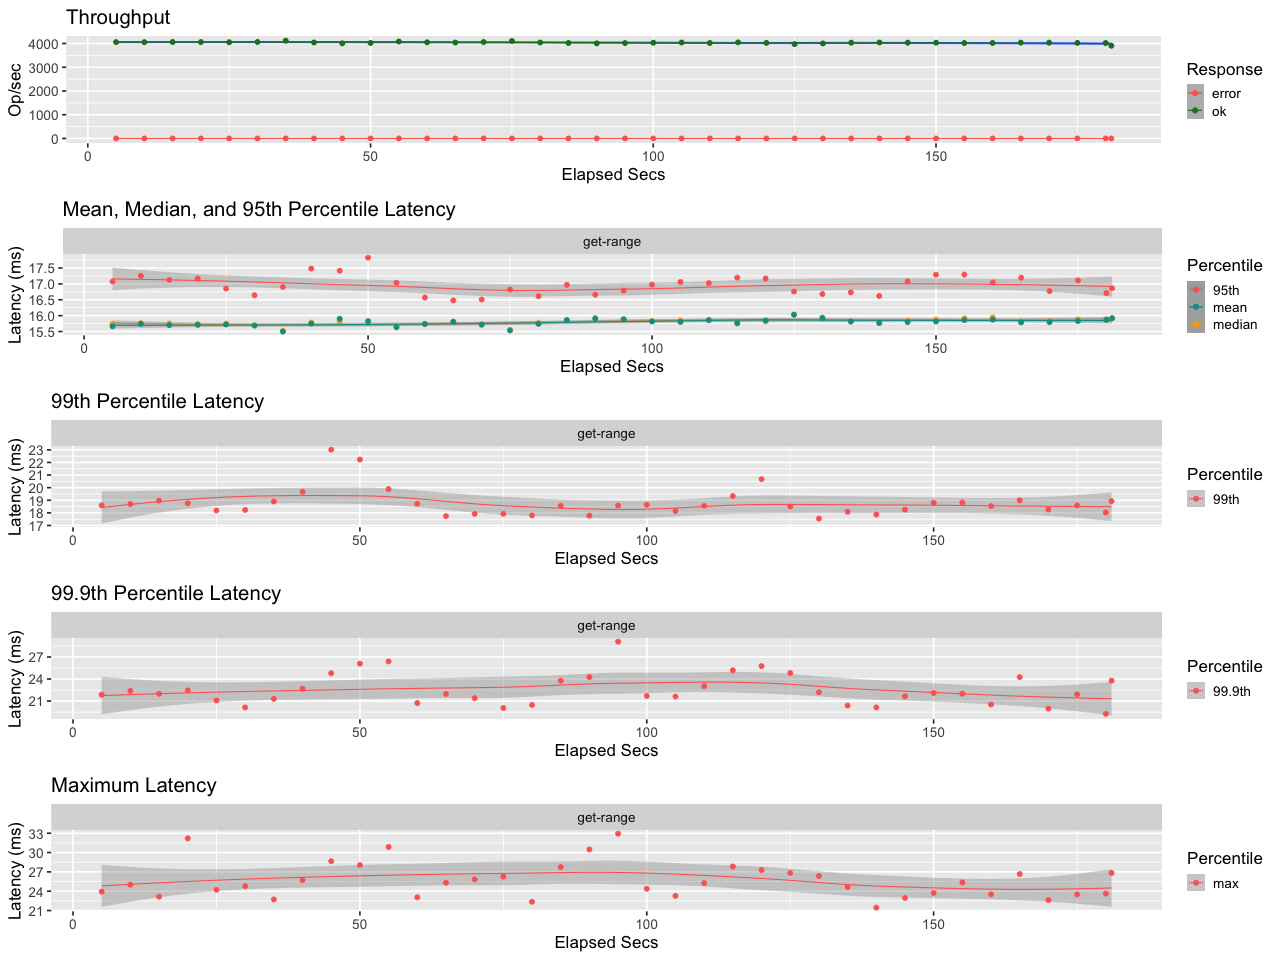 Throughput
Op/sec
4000
3000
2000
1000
0
0 50 100 150
Elapsed Secs
Response
error
ok
Mean, Median, and 95th Percentile Latency
get-range
Latency (ms)
17.5
17.0
16.5
16.0
15.5
0 50 100 150
Elapsed Secs
Percentile
95th
mean
median
99th Percentile Latency
get-range
Latency (ms)
23
22
21
20
19
18
17
0 50 100 150
Elapsed Secs
Percentile
99th
99.9th Percentile Latency
get-range
Latency (ms)
27
24
21
0 50 100 150
Elapsed Secs
Percentile
99.9th
Maximum Latency
get-range
Latency (ms)
33
30
27
24
21
0 50 100 150
Elapsed Secs
Percentile
max